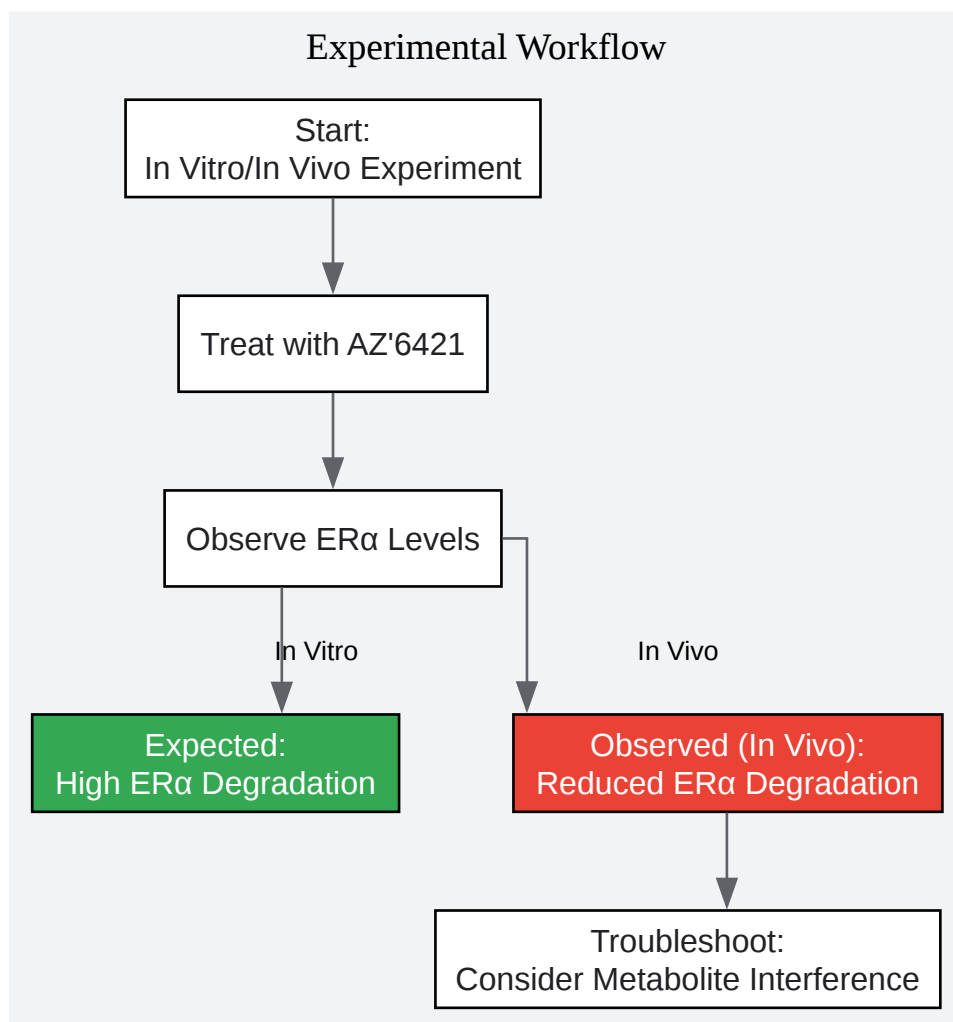 Experimental Workflow
Start:
In Vitro/In Vivo Experiment
Treat with AZ'6421
Observe ERα Levels
In Vitro
In Vivo
Expected:
High ERα Degradation
Observed (In Vivo):
Reduced ERα Degradation
Troubleshoot:
Consider Metabolite Interference